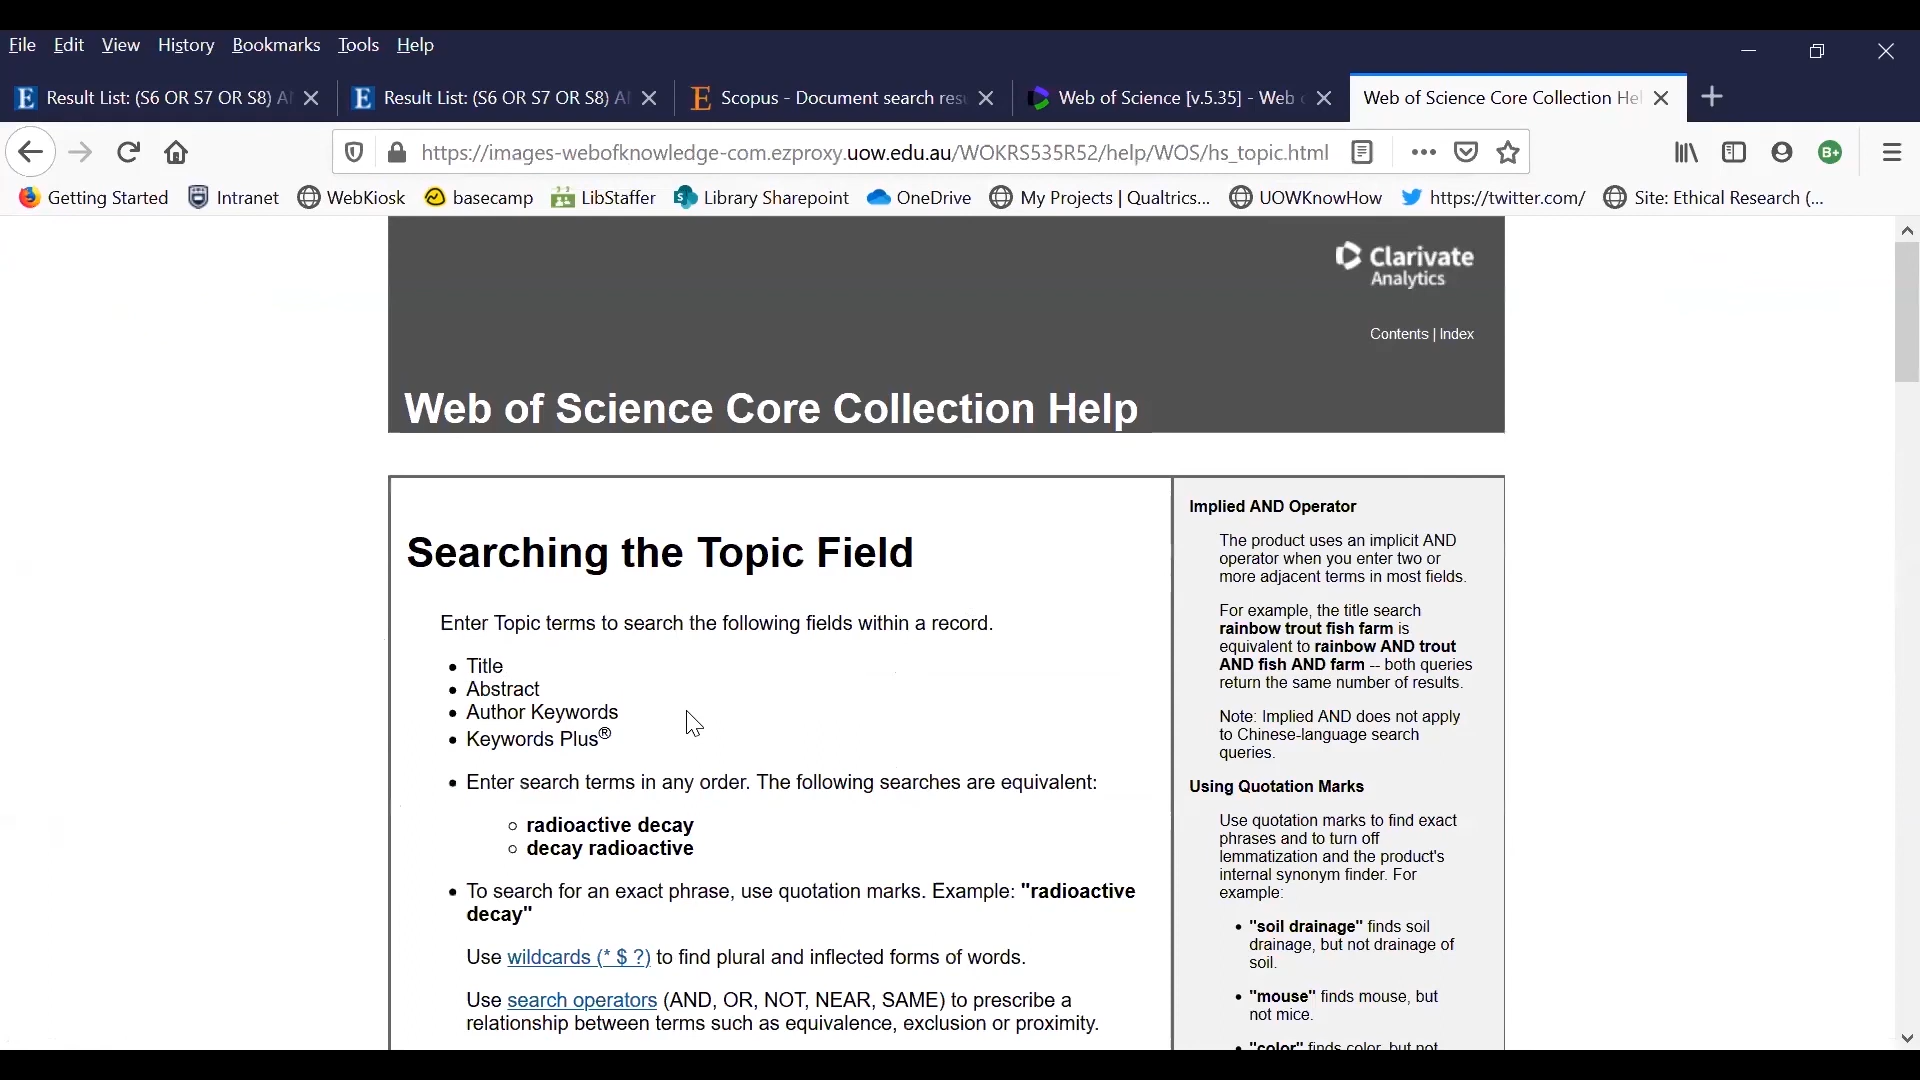 File Edit View History Bookmarks Tools Help
Result List: (S6 OR S7 OR S8) A
Result List: (S6 OR S7 OR S8) A
Scopus - Document search res
Web of Science [v.5.35] - Web
Web of Science Core Collection Hel
https://images-webofknowledge-com.ezproxy.uow.edu.au/WOKRS535R52/help/WOS/hs_topic.html
Getting Started Intranet WebKiosk basecamp LibStaffer Library Sharepoint OneDrive My Projects | Qualtrics... UOWKnowHow https://twitter.com/ Site: Ethical Research (...
Clarivate
Analytics
Contents | Index
Web of Science Core Collection Help
Searching the Topic Field
Enter Topic terms to search the following fields within a record.
• Title
• Abstract
• Author Keywords
• Keywords Plus®
• Enter search terms in any order. The following searches are equivalent:
○ radioactive decay
○ decay radioactive
• To search for an exact phrase, use quotation marks. Example: "radioactive
decay"
Use wildcards (* $ ?) to find plural and inflected forms of words.
Use search operators (AND, OR, NOT, NEAR, SAME) to prescribe a
relationship between terms such as equivalence, exclusion or proximity.
Implied AND Operator
The product uses an implicit AND
operator when you enter two or
more adjacent terms in most fields.
For example, the title search
rainbow trout fish farm is
equivalent to rainbow AND trout
AND fish AND farm -- both queries
return the same number of results.
Note: Implied AND does not apply
to Chinese-language search
queries.
Using Quotation Marks
Use quotation marks to find exact
phrases and to turn off
lemmatization and the product's
internal synonym finder. For
example:
• "soil drainage" finds soil
drainage, but not drainage of
soil.
• "mouse" finds mouse, but
not mice.
• "color" finds color, but not